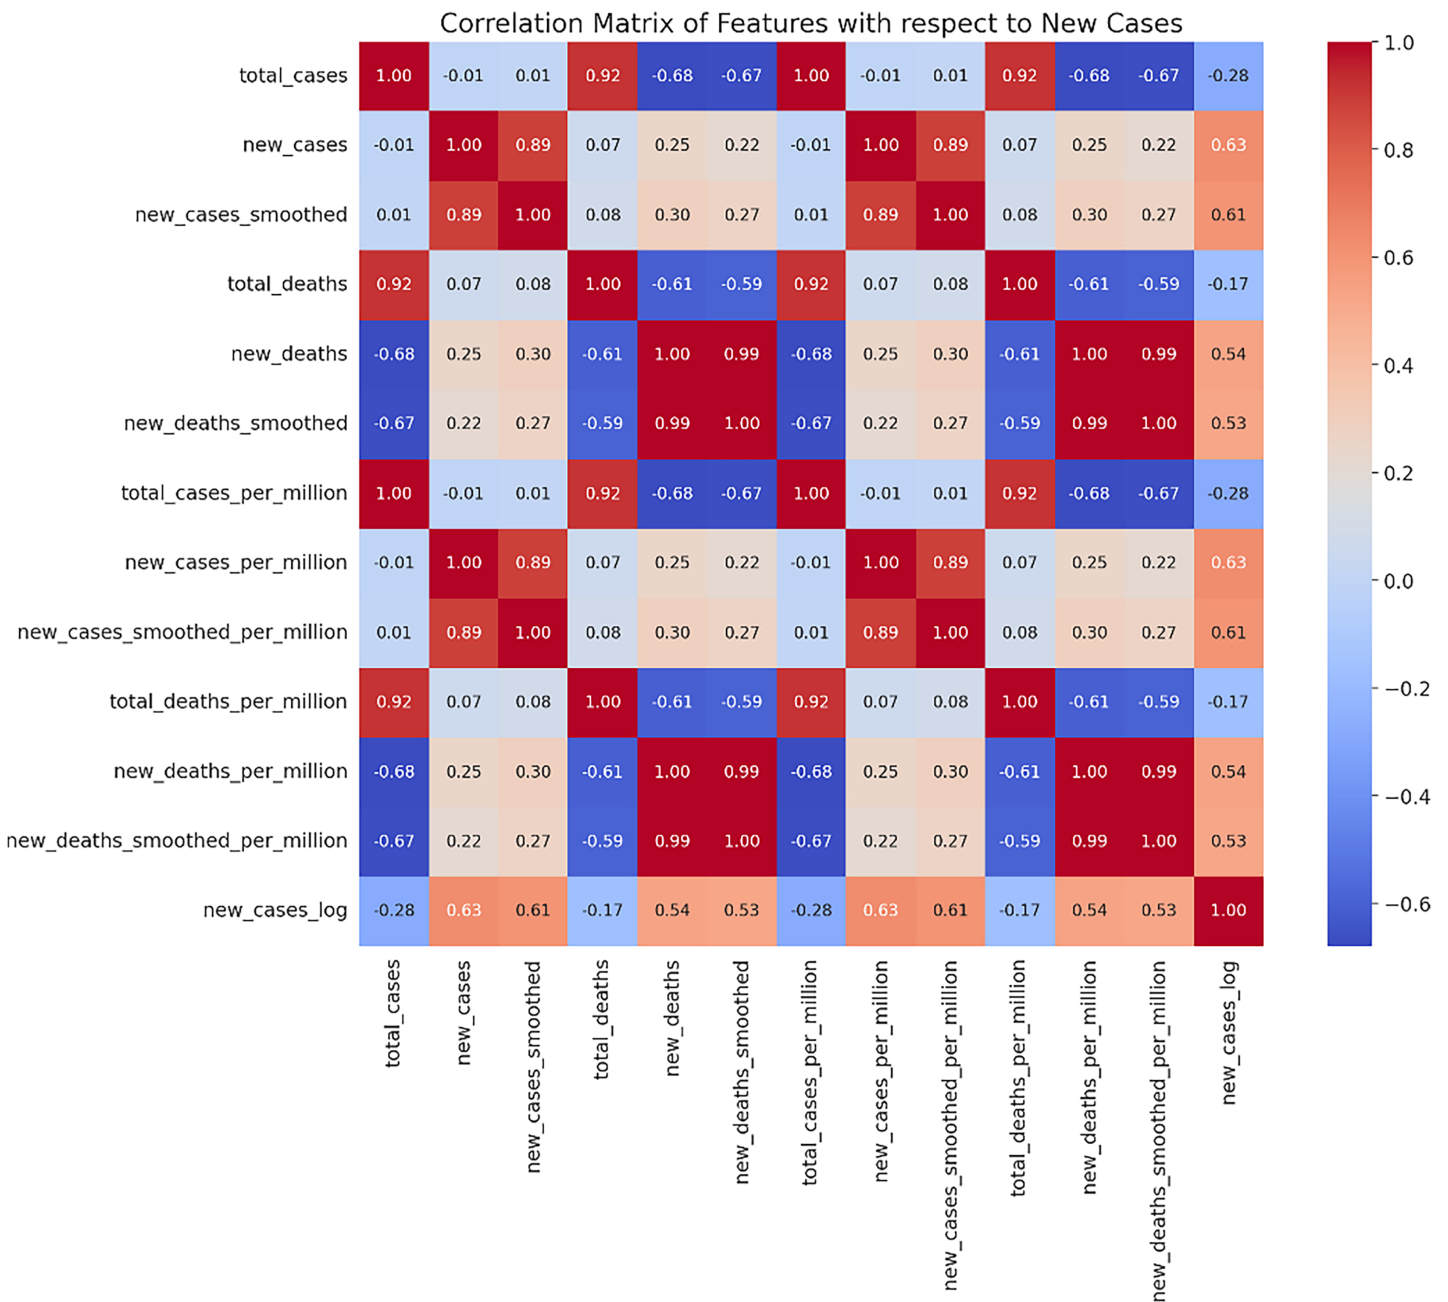 Correlation Matrix of Features with respect to New Cases
total_cases 1.00 -0.01 0.01 0.92 -0.68 -0.67 1.00 -0.01 0.01 0.92 -0.68 -0.67 -0.28
new_cases -0.01 1.00 0.89 0.07 0.25 0.22 -0.01 1.00 0.89 0.07 0.25 0.22 0.63
new_cases_smoothed 0.01 0.89 1.00 0.08 0.30 0.27 0.01 0.89 1.00 0.08 0.30 0.27 0.61
total_deaths 0.92 0.07 0.08 1.00 -0.61 -0.59 0.92 0.07 0.08 1.00 -0.61 -0.59 -0.17
new_deaths -0.68 0.25 0.30 -0.61 1.00 0.99 -0.68 0.25 0.30 -0.61 1.00 0.99 0.54
new_deaths_smoothed -0.67 0.22 0.27 -0.59 0.99 1.00 -0.67 0.22 0.27 -0.59 0.99 1.00 0.53
total_cases_per_million 1.00 -0.01 0.01 0.92 -0.68 -0.67 1.00 -0.01 0.01 0.92 -0.68 -0.67 -0.28
new_cases_per_million -0.01 1.00 0.89 0.07 0.25 0.22 -0.01 1.00 0.89 0.07 0.25 0.22 0.63
new_cases_smoothed_per_million 0.01 0.89 1.00 0.08 0.30 0.27 0.01 0.89 1.00 0.08 0.30 0.27 0.61
total_deaths_per_million 0.92 0.07 0.08 1.00 -0.61 -0.59 0.92 0.07 0.08 1.00 -0.61 -0.59 -0.17
new_deaths_per_million -0.68 0.25 0.30 -0.61 1.00 0.99 -0.68 0.25 0.30 -0.61 1.00 0.99 0.54
new_deaths_smoothed_per_million -0.67 0.22 0.27 -0.59 0.99 1.00 -0.67 0.22 0.27 -0.59 0.99 1.00 0.53
new_cases_log -0.28 0.63 0.61 -0.17 0.54 0.53 -0.28 0.63 0.61 -0.17 0.54 0.53 1.00
total_cases
new_cases
new_cases_smoothed
total_deaths
new_deaths
new_deaths_smoothed
total_cases_per_million
new_cases_per_million
new_cases_smoothed_per_million
total_deaths_per_million
new_deaths_per_million
new_deaths_smoothed_per_million
new_cases_log
1.0
0.8
0.6
0.4
0.2
0.0
−0.2
−0.4
−0.6